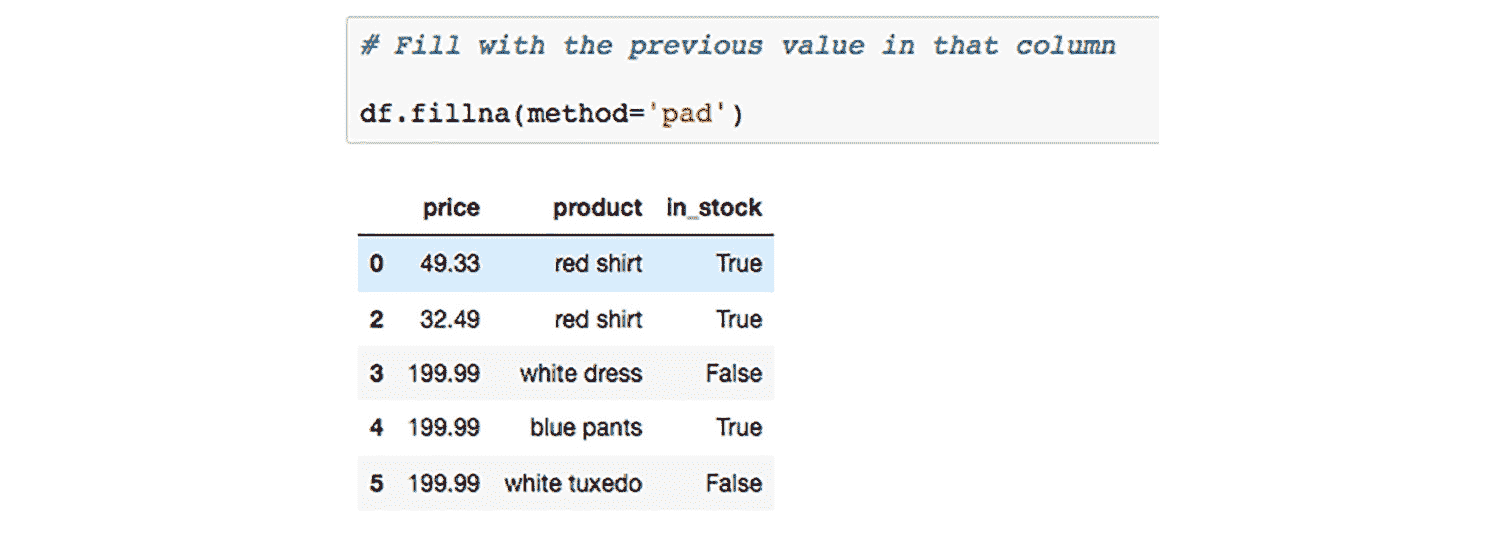 # Fill with the previous value in that column
df.fillna(method='pad')
price product in_stock
0 49.33 red shirt True
2 32.49 red shirt True
3 199.99 white dress False
4 199.99 blue pants True
5 199.99 white tuxedo False